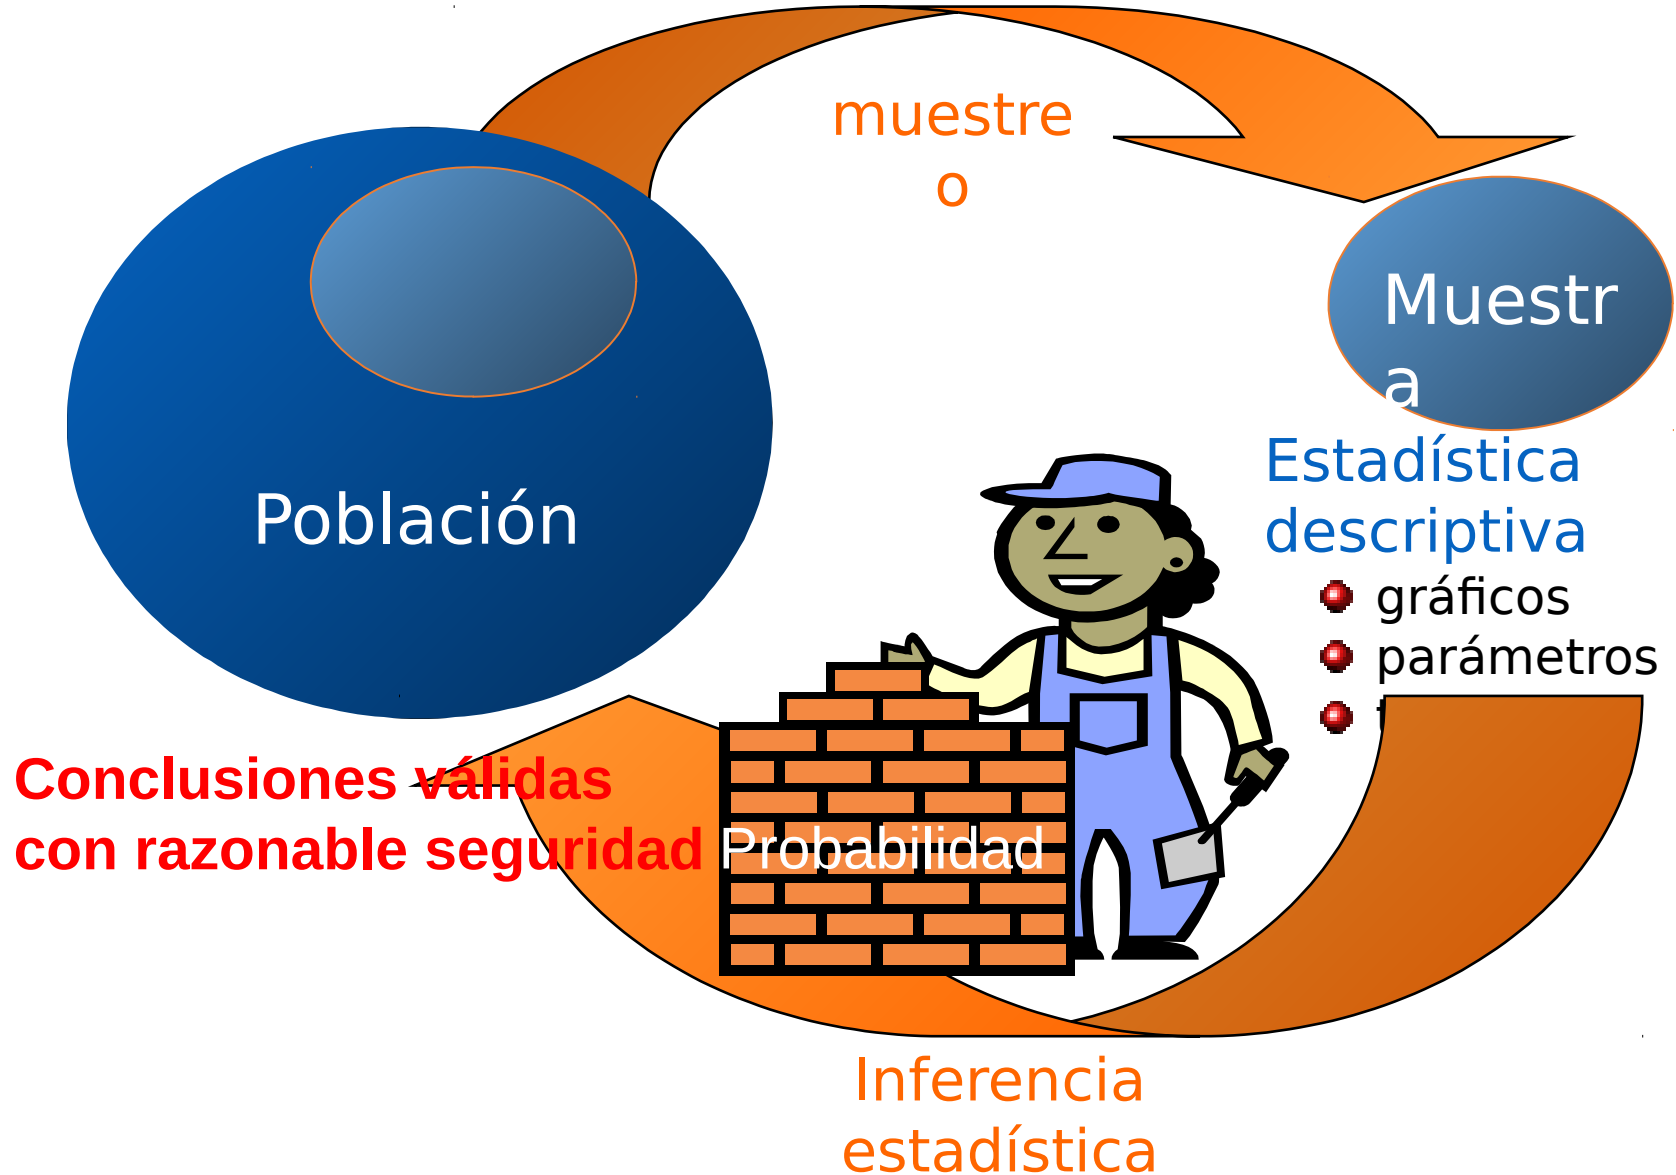 muestre
o
Muestr
a
Población
Estadística
descriptiva
gráficos
parámetros
Conclusiones válidas
con razonable seguridad
Probabilidad
Inferencia
estadística